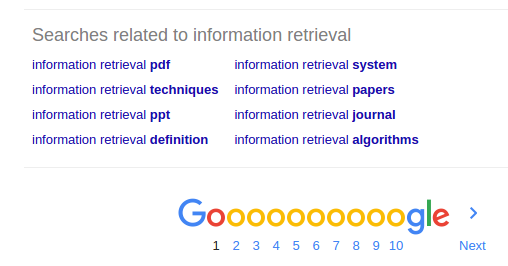 Searches related to information retrieval
information retrieval pdf
information retrieval system
information retrieval techniques
information retrieval papers
information retrieval ppt
information retrieval journal
information retrieval definition
information retrieval algorithms
Goooooooooogle >
1 2 3 4 5 6 7 8 9 10 Next